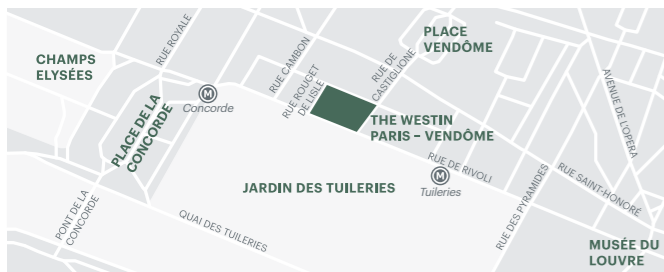 CHAMPS
ELYSÉES
RUE ROYALE
M
Concorde
PLACE DE LA
CONCORDE
RUE CAMBON
RUE ROUGET
DE LISLE
RUE DE
CASTIGLIONE
PLACE
VENDÔME
THE WESTIN
PARIS – VENDÔME
AVENUE DE L'OPERA
RUE DE RIVOLI
M
Tuileries
RUE SAINT-HONORÉ
RUE DES PYRAMIDES
JARDIN DES TUILERIES
PONT DE LA
CONCORDE
QUAI DES TUILERIES
MUSÉE DU
LOUVRE